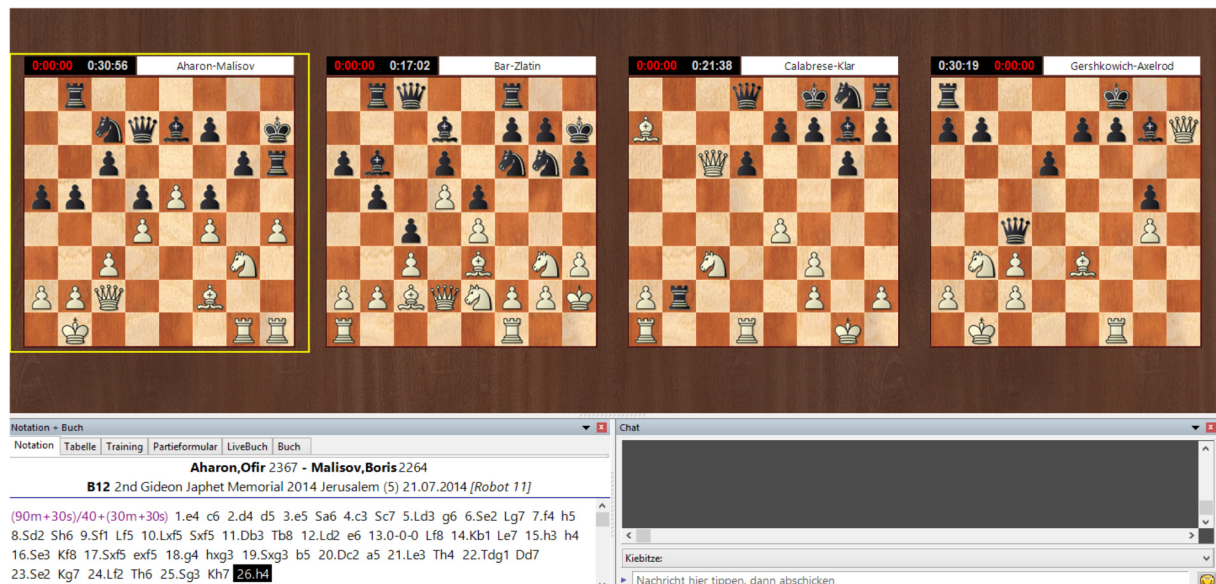 0:00:00 0:30:56 Aharon-Malisov 0:00:00 0:17:02 Bar-Zlatin 0:00:00 0:21:38 Calabrese-Klar 0:30:19 0:00:00 Gershkowich-Axelrod
Notation + Buch
Notation Tabelle Training Partieformular LiveBuch Buch
Aharon,Ofir 2367 - Malisov,Boris 2264
B12 2nd Gideon Japhet Memorial 2014 Jerusalem (5) 21.07.2014 [Robot 11]
(90m+30s)/40+(30m+30s) 1.e4 c6 2.d4 d5 3.e5 Sa6 4.c3 Sc7 5.Ld3 g6 6.Se2 Lg7 7.f4 h5
8.Sd2 Sh6 9.Sf1 Lf5 10.Lxf5 Sxf5 11.Db3 Tb8 12.Ld2 e6 13.0-0-0 Lf8 14.Kb1 Le7 15.h3 h4
16.Se3 Kf8 17.Sxf5 exf5 18.g4 hxg3 19.Sxg3 b5 20.Dc2 a5 21.Le3 Th4 22.Tdg1 Dd7
23.Se2 Kg7 24.Lf2 Th6 25.Sg3 Kh7 26.h4
Chat
Kiebitze:
Nachricht hier tippen, dann abschicken